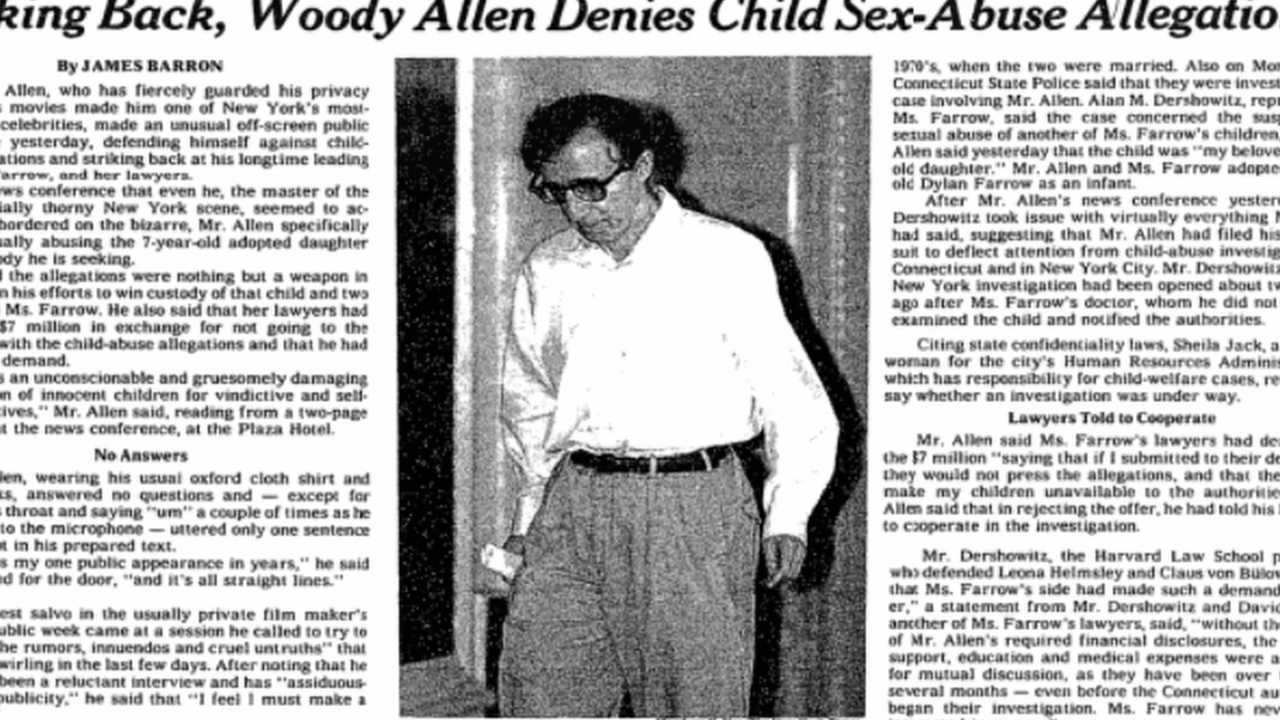 king Back, Woody Allen Denies Child Sex-Abuse Allegatio
By JAMES BARRON
Allen, who has fiercely guarded his privacy
movies made him one of New York's most-
celebrities, made an unusual off-screen public
yesterday, defending himself against child-
ations and striking back at his longtime leading
arrow, and her lawyers.
ws conference that even he, the master of the
ially thorny New York scene, seemed to ac-
bordered on the bizarre, Mr. Allen specifically
ually abusing the 7-year-old adopted daughter
ody he is seeking.
the allegations were nothing but a weapon in
n his efforts to win custody of that child and two
Ms. Farrow. He also said that her lawyers had
$7 million in exchange for not going to the
with the child-abuse allegations and that he had
demand.
s an unconscionable and gruesomely damaging
on of innocent children for vindictive and self-
tives," Mr. Allen said, reading from a two-page
t the news conference, at the Plaza Hotel.
No Answers
llen, wearing his usual oxford cloth shirt and
ks, answered no questions and — except for
throat and saying "um" a couple of times as he
to the microphone — uttered only one sentence
t in his prepared text.
s my one public appearance in years," he said
ed for the door, "and it's all straight lines."
est salvo in the usually private film maker's
ublic week came at a session he called to try to
he rumors, innuendos and cruel untruths" that
wirling in the last few days. After noting that he
been a reluctant interview and has "assiduous-
publicity," he said that "I feel I must make a
1970's, when the two were married. Also on Mon
Connecticut State Police said that they were invest
case involving Mr. Allen. Alan M. Dershowitz, repr
Ms. Farrow, said the case concerned the sus
sexual abuse of another of Ms. Farrow's children
Allen said yesterday that the child was "my belove
old daughter." Mr. Allen and Ms. Farrow adopte
old Dylan Farrow as an infant.
After Mr. Allen's news conference yester
Dershowitz took issue with virtually everything
had said, suggesting that Mr. Allen had filed his
suit to deflect attention from child-abuse investig
Connecticut and in New York City. Mr. Dershowitz
New York investigation had been opened about tw
ago after Ms. Farrow's doctor, whom he did not
examined the child and notified the authorities.
Citing state confidentiality laws, Sheila Jack, a
woman for the city's Human Resources Adminis
which has responsibility for child-welfare cases, re
say whether an investigation was under way.
Lawyers Told to Cooperate
Mr. Allen said Ms. Farrow's lawyers had de
the $7 million "saying that if I submitted to their de
they would not press the allegations, and that the
make my children unavailable to the authoritie
Allen said that in rejecting the offer, he had told his
to cooperate in the investigation.
Mr. Dershowitz, the Harvard Law School p
who defended Leona Helmsley and Claus von Bülow
that Ms. Farrow's side had made such a demand
er," a statement from Mr. Dershowitz and David
another of Ms. Farrow's lawyers, said, "without the
of Mr. Allen's required financial disclosures, the
support, education and medical expenses were a
for mutual discussion, as they have been over
several months — even before the Connecticut au
began their investigation. Ms. Farrow has nev